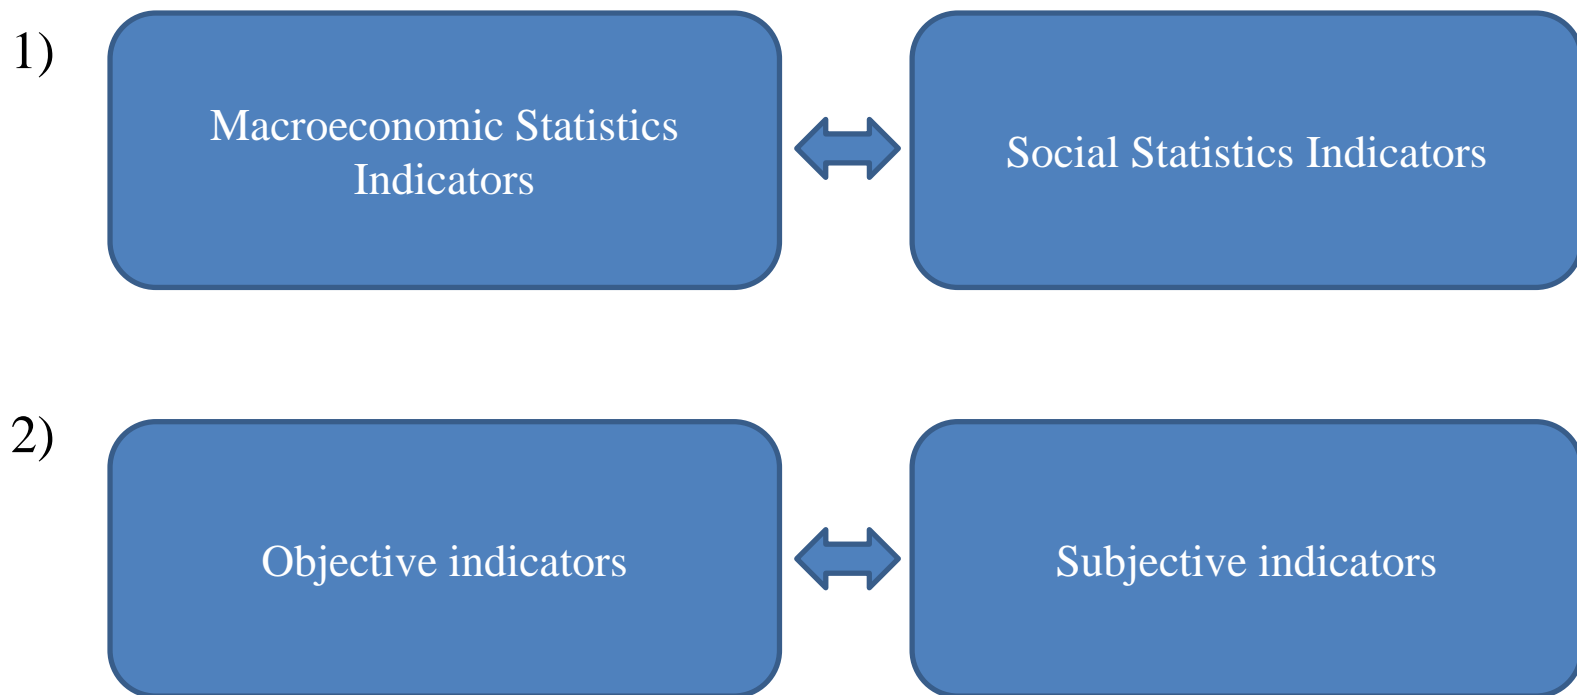 1)
Macroeconomic Statistics
Indicators
Social Statistics Indicators
2)
Objective indicators
Subjective indicators